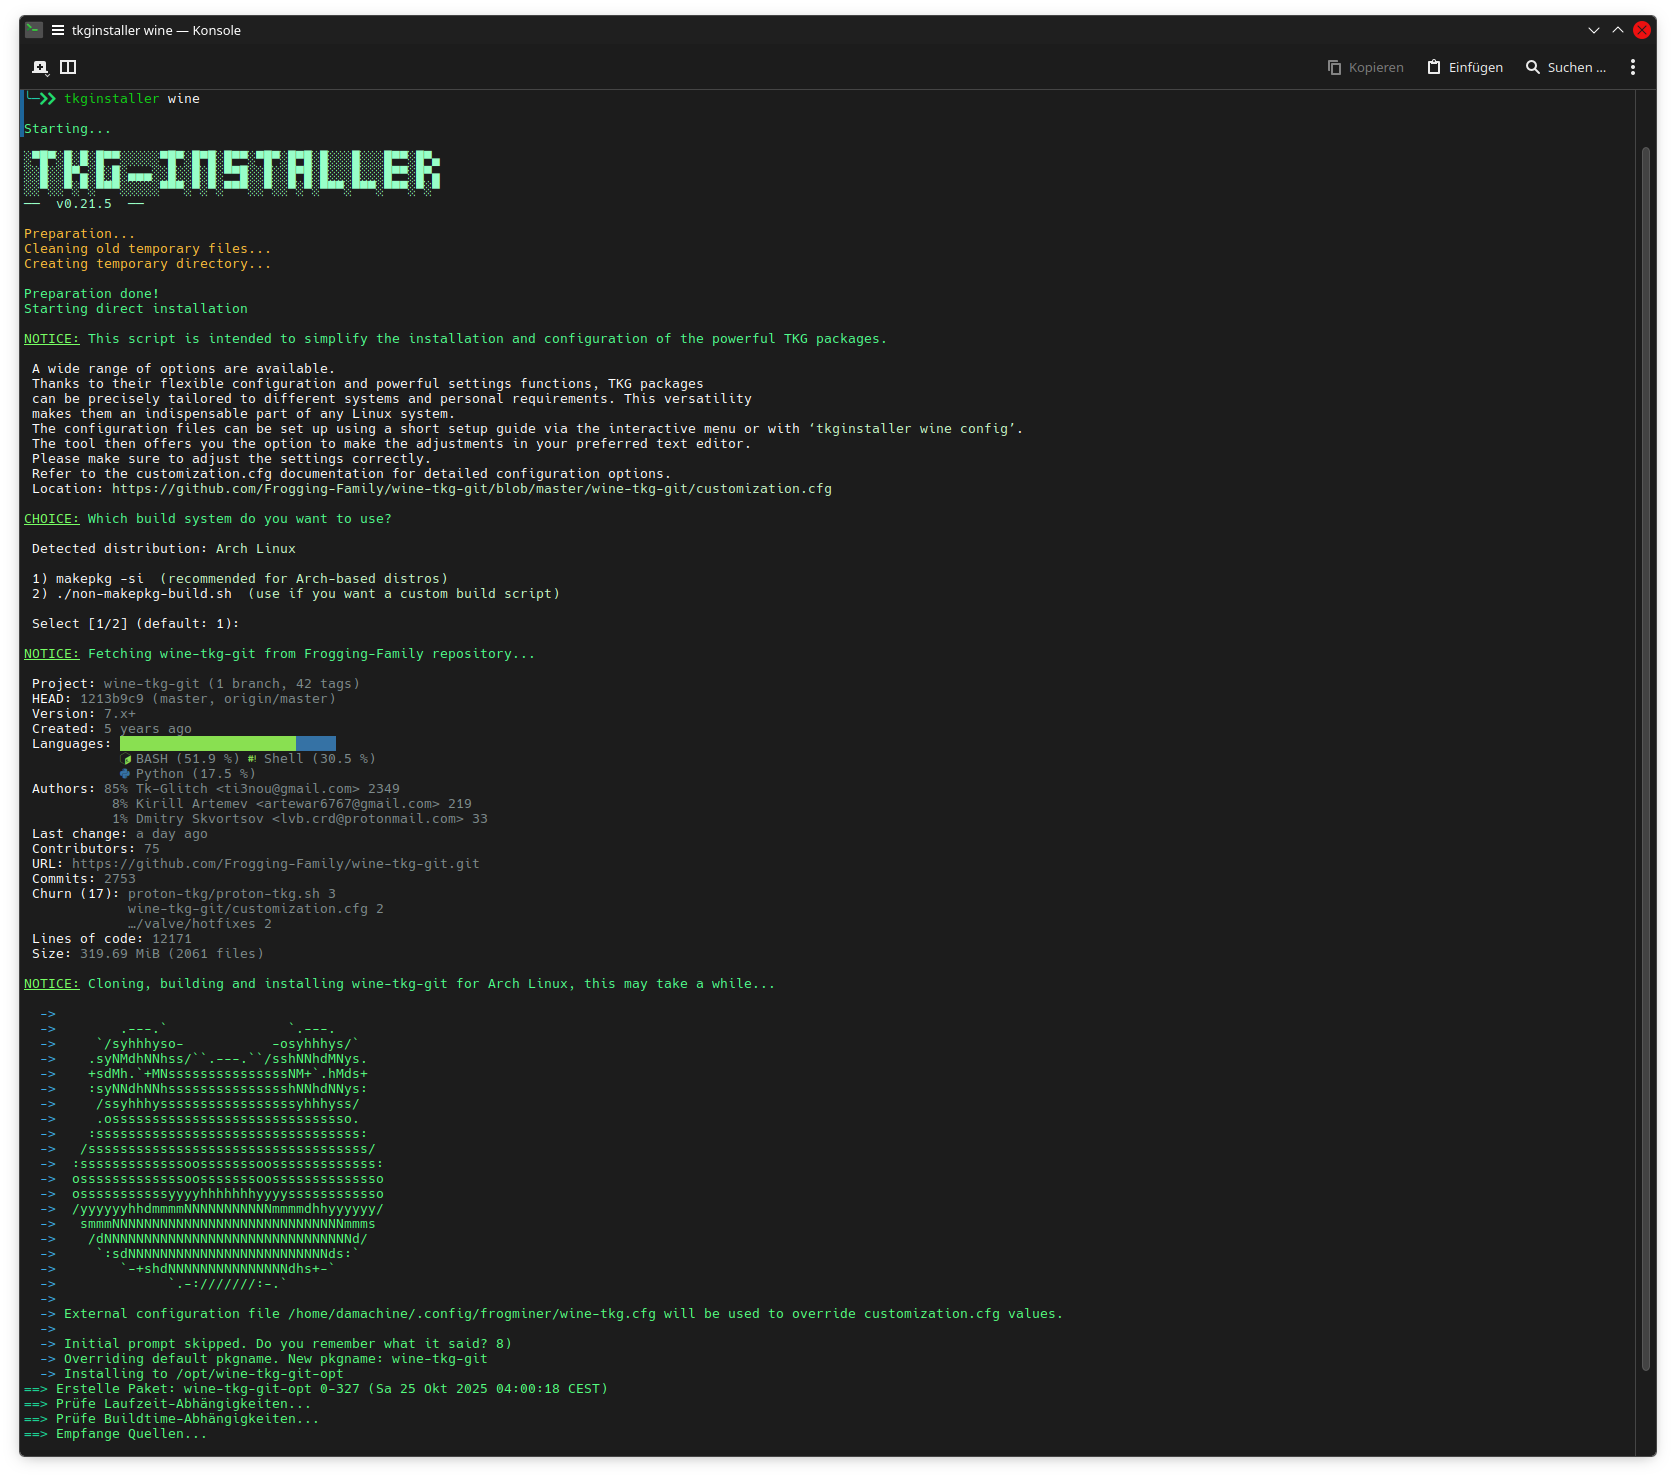 tkginstaller wine — Konsole
Kopieren
Einfügen
Suchen ...
tkginstaller wine
Starting...
TKG-INSTALLER
── v0.21.5 ──
Preparation...
Cleaning old temporary files...
Creating temporary directory...
Preparation done!
Starting direct installation
NOTICE: This script is intended to simplify the installation and configuration of the powerful TKG packages.
A wide range of options are available.
Thanks to their flexible configuration and powerful settings functions, TKG packages
can be precisely tailored to different systems and personal requirements. This versatility
makes them an indispensable part of any Linux system.
The configuration files can be set up using a short setup guide via the interactive menu or with ‘tkginstaller wine config’.
The tool then offers you the option to make the adjustments in your preferred text editor.
Please make sure to adjust the settings correctly.
Refer to the customization.cfg documentation for detailed configuration options.
Location: https://github.com/Frogging-Family/wine-tkg-git/blob/master/wine-tkg-git/customization.cfg
CHOICE: Which build system do you want to use?
Detected distribution: Arch Linux
1) makepkg -si  (recommended for Arch-based distros)
2) ./non-makepkg-build.sh  (use if you want a custom build script)
Select [1/2] (default: 1):
NOTICE: Fetching wine-tkg-git from Frogging-Family repository...
Project: wine-tkg-git (1 branch, 42 tags)
HEAD: 1213b9c9 (master, origin/master)
Version: 7.x+
Created: 5 years ago
Languages:
BASH (51.9 %) #! Shell (30.5 %)
Python (17.5 %)
Authors: 85% Tk-Glitch <ti3nou@gmail.com> 2349
8% Kirill Artemev <artewar6767@gmail.com> 219
1% Dmitry Skvortsov <lvb.crd@protonmail.com> 33
Last change: a day ago
Contributors: 75
URL: https://github.com/Frogging-Family/wine-tkg-git.git
Commits: 2753
Churn (17): proton-tkg/proton-tkg.sh 3
wine-tkg-git/customization.cfg 2
…/valve/hotfixes 2
Lines of code: 12171
Size: 319.69 MiB (2061 files)
NOTICE: Cloning, building and installing wine-tkg-git for Arch Linux, this may take a while...
->
->        .---.`               `.---.
->     `/syhhhyso-           -osyhhhys/`
->    .syNMdhNNhss/``.---.``/sshNNhdMNys.
->    +sdMh.`+MNsssssssssssssssNM+`.hMds+
->    :syNNdhNNhssssssssssssssshNNhdNNys:
->     /ssyhhhysssssssssssssssssyhhhyss/
->     .ossssssssssssssssssssssssssssso.
->    :sssssssssssssssssssssssssssssssss:
->   /sssssssssssssssssssssssssssssssssss/
->  :sssssssssssssoosssssssoosssssssssssss:
->  osssssssssssssoosssssssoossssssssssssso
->  osssssssssssyyyyhhhhhhhyyyyssssssssssso
->  /yyyyyyhhdmmmmNNNNNNNNNNNmmmmdhhyyyyyy/
->   smmmNNNNNNNNNNNNNNNNNNNNNNNNNNNNNmmms
->    /dNNNNNNNNNNNNNNNNNNNNNNNNNNNNNNNd/
->     `:sdNNNNNNNNNNNNNNNNNNNNNNNNNds:`
->        `-+shdNNNNNNNNNNNNNNNdhs+-`
->              `.-:///////:-.`
->
-> External configuration file /home/damachine/.config/frogminer/wine-tkg.cfg will be used to override customization.cfg values.
->
-> Initial prompt skipped. Do you remember what it said? 8)
-> Overriding default pkgname. New pkgname: wine-tkg-git
-> Installing to /opt/wine-tkg-git-opt
==> Erstelle Paket: wine-tkg-git-opt 0-327 (Sa 25 Okt 2025 04:00:18 CEST)
==> Prüfe Laufzeit-Abhängigkeiten...
==> Prüfe Buildtime-Abhängigkeiten...
==> Empfange Quellen...